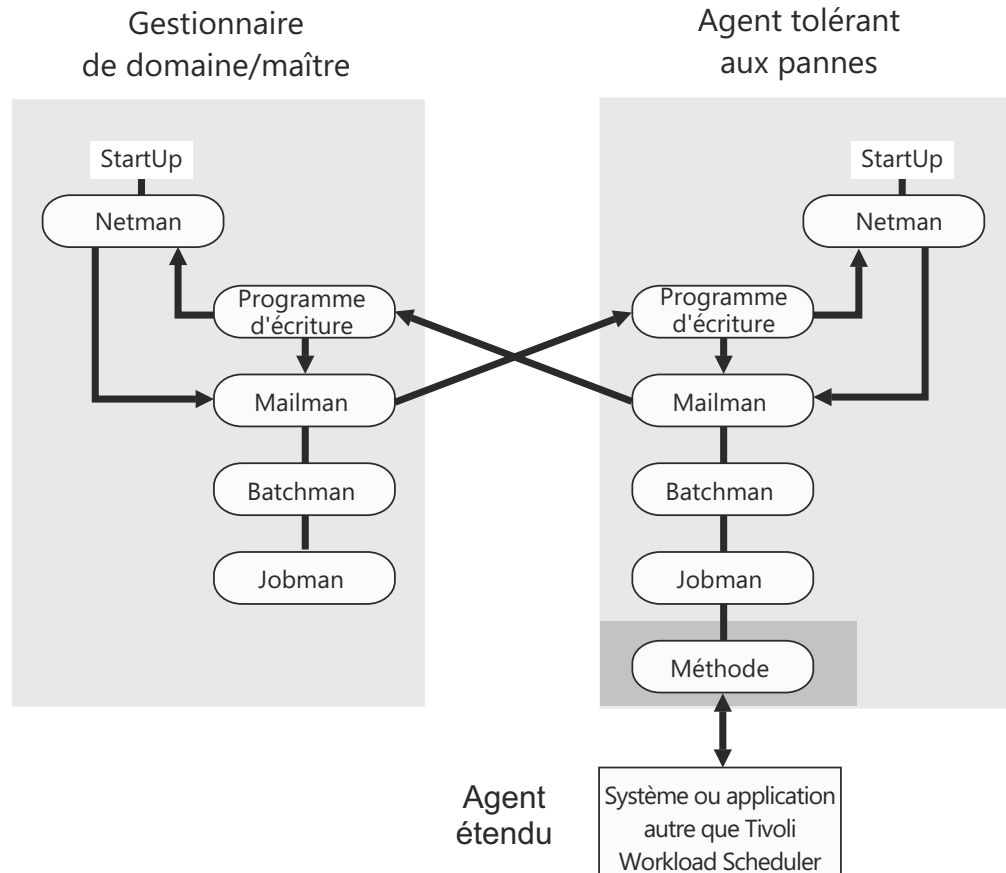 Gestionnaire
de domaine/maître
StartUp
Netman
Programme
d'écriture
Mailman
Batchman
Jobman
Agent tolérant
aux pannes
StartUp
Netman
Programme
d'écriture
Mailman
Batchman
Jobman
Méthode
Agent
étendu
Système ou application
autre que Tivoli
Workload Scheduler